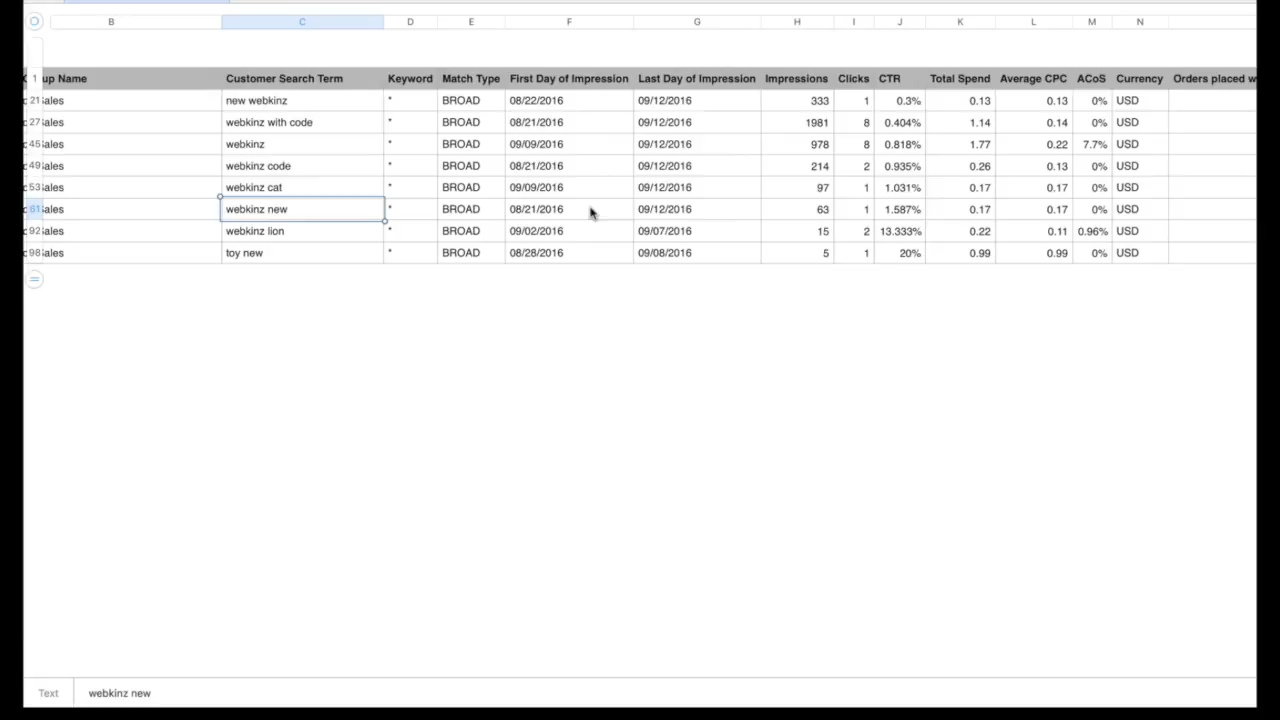 B C D E F G H I J K L M N
1 up Name Customer Search Term Keyword Match Type First Day of Impression Last Day of Impression Impressions Clicks CTR Total Spend Average CPC ACoS Currency Orders placed w
21 ales new webkinz * BROAD 08/22/2016 09/12/2016 333 1 0.3% 0.13 0.13 0% USD
27 ales webkinz with code * BROAD 08/21/2016 09/12/2016 1981 8 0.404% 1.14 0.14 0% USD
45 ales webkinz * BROAD 09/09/2016 09/12/2016 978 8 0.818% 1.77 0.22 7.7% USD
49 ales webkinz code * BROAD 08/21/2016 09/12/2016 214 2 0.935% 0.26 0.13 0% USD
53 ales webkinz cat * BROAD 09/09/2016 09/12/2016 97 1 1.031% 0.17 0.17 0% USD
61 ales webkinz new * BROAD 08/21/2016 09/12/2016 63 1 1.587% 0.17 0.17 0% USD
92 ales webkinz lion * BROAD 09/02/2016 09/07/2016 15 2 13.333% 0.22 0.11 0.96% USD
98 ales toy new * BROAD 08/28/2016 09/08/2016 5 1 20% 0.99 0.99 0% USD
Text webkinz new